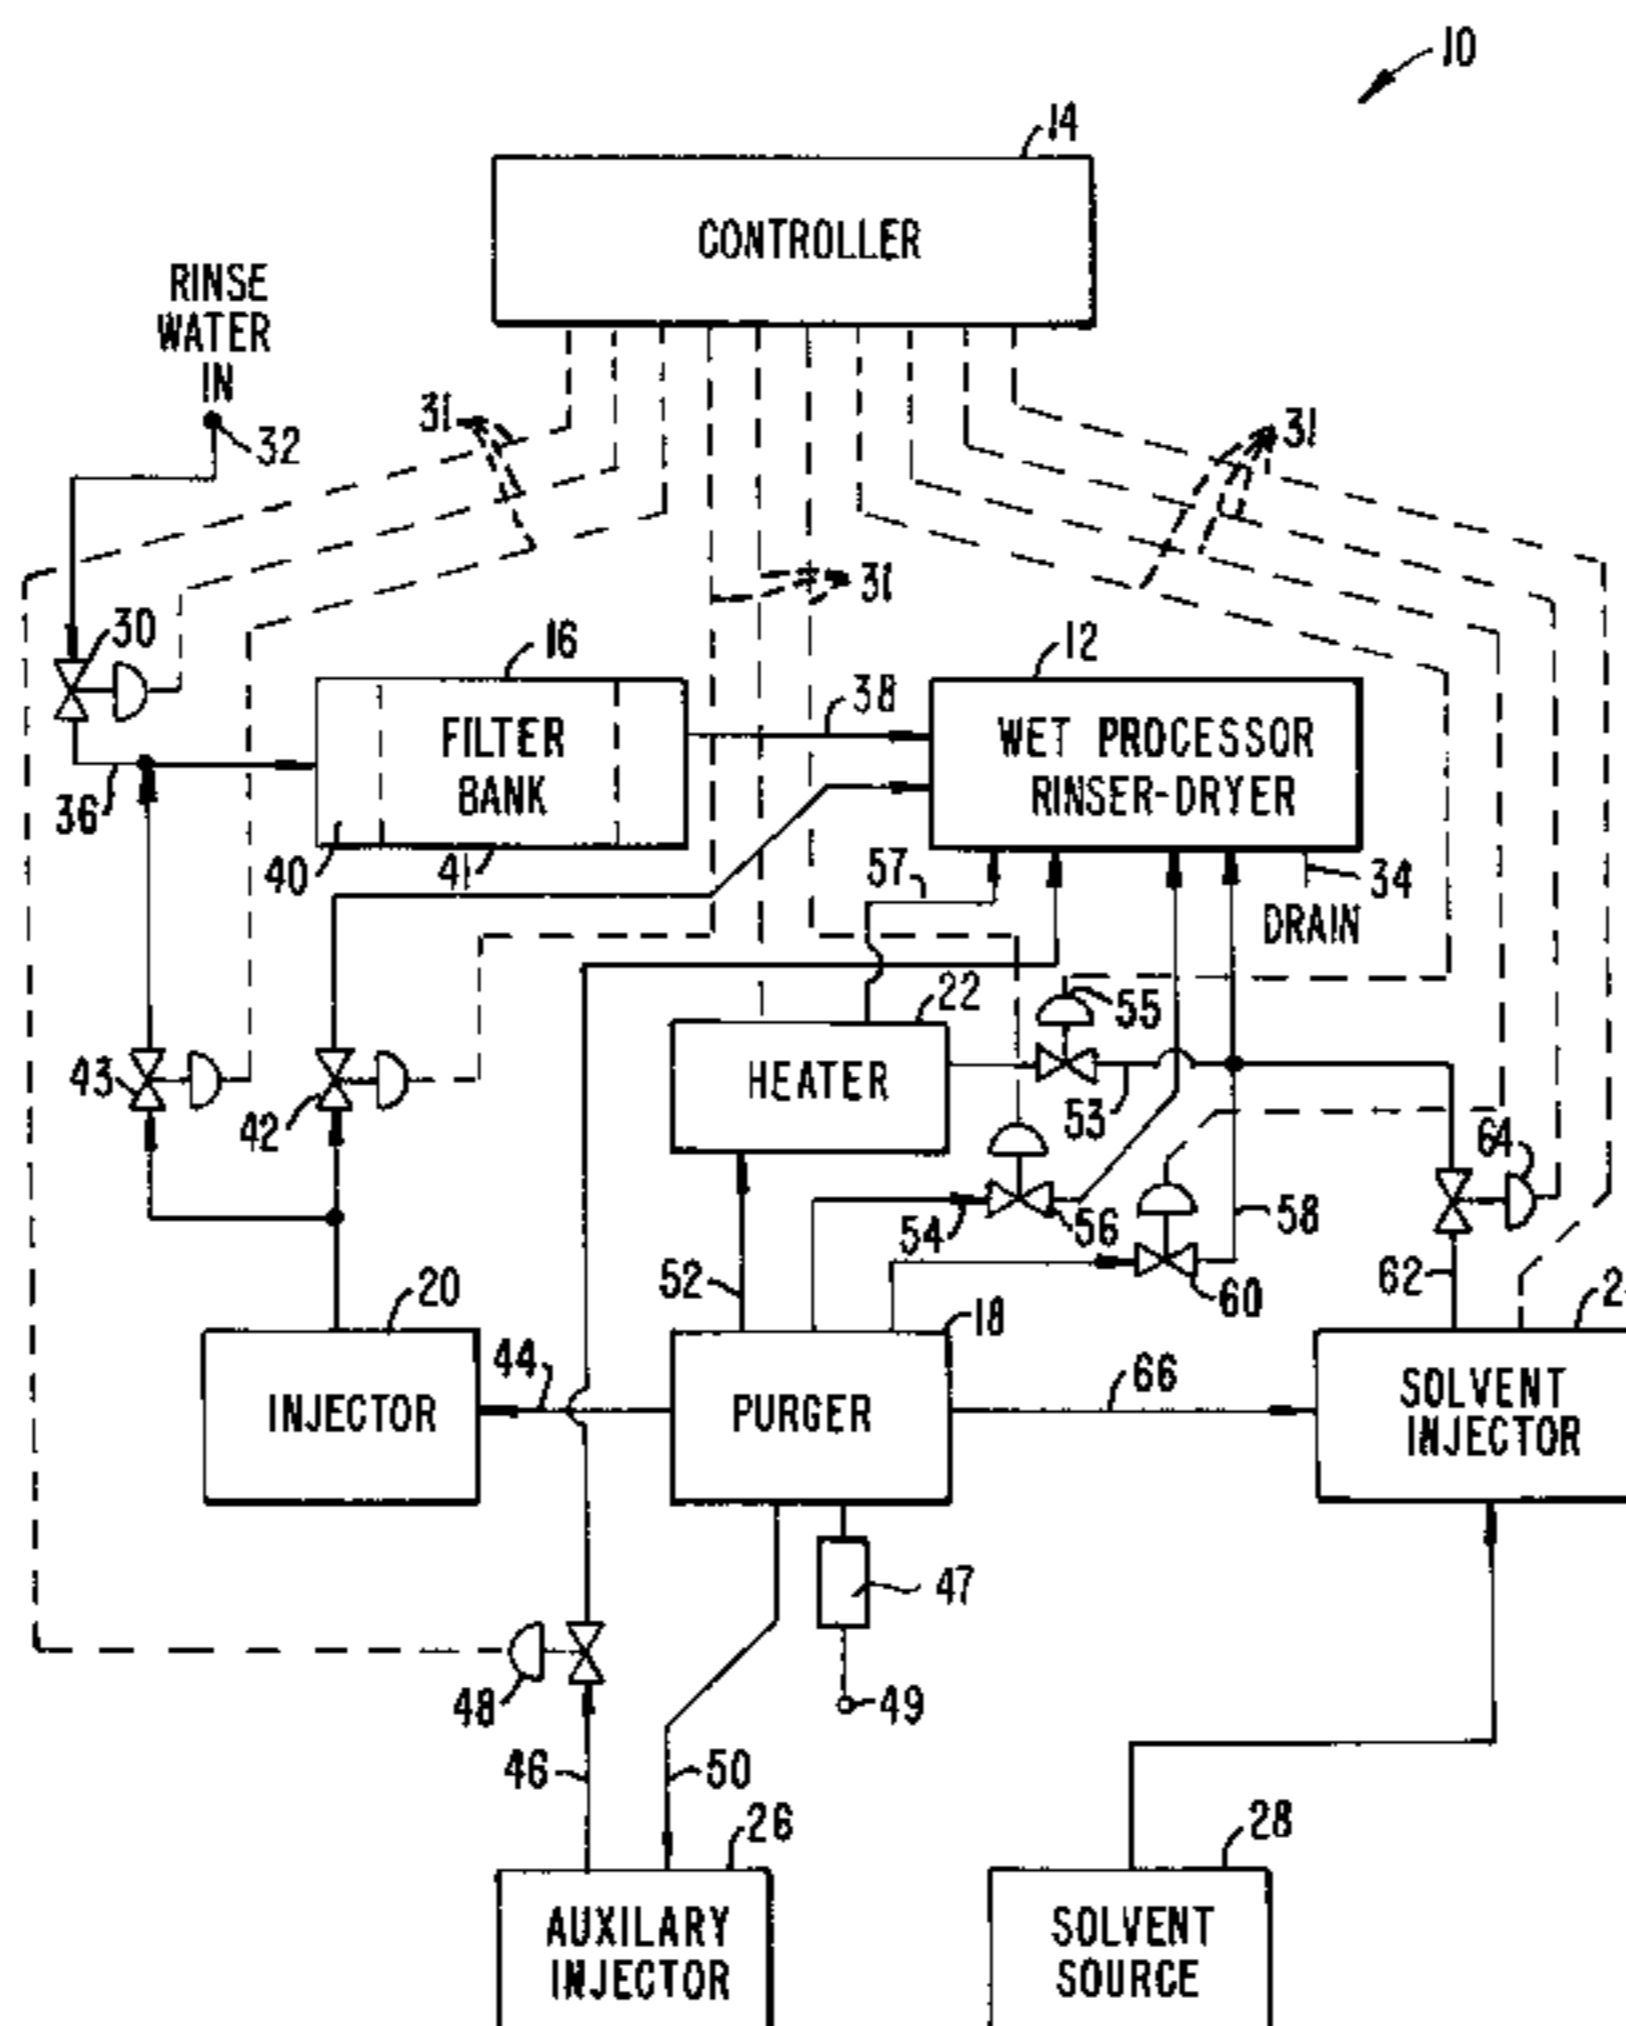 10
14
CONTROLLER
RINSE
WATER
IN
32
31
31
31
30
16
12
38
FILTER
BANK
WET PROCESSOR
RINSER-DRYER
36
40
41
57
34
DRAIN
22
55
HEATER
43
42
53
64
54
56
58
52
60
62
20
18
44
66
INJECTOR
PURGER
SOLVENT
INJECTOR
47
48
49
46
50
26
28
AUXILARY
INJECTOR
SOLVENT
SOURCE